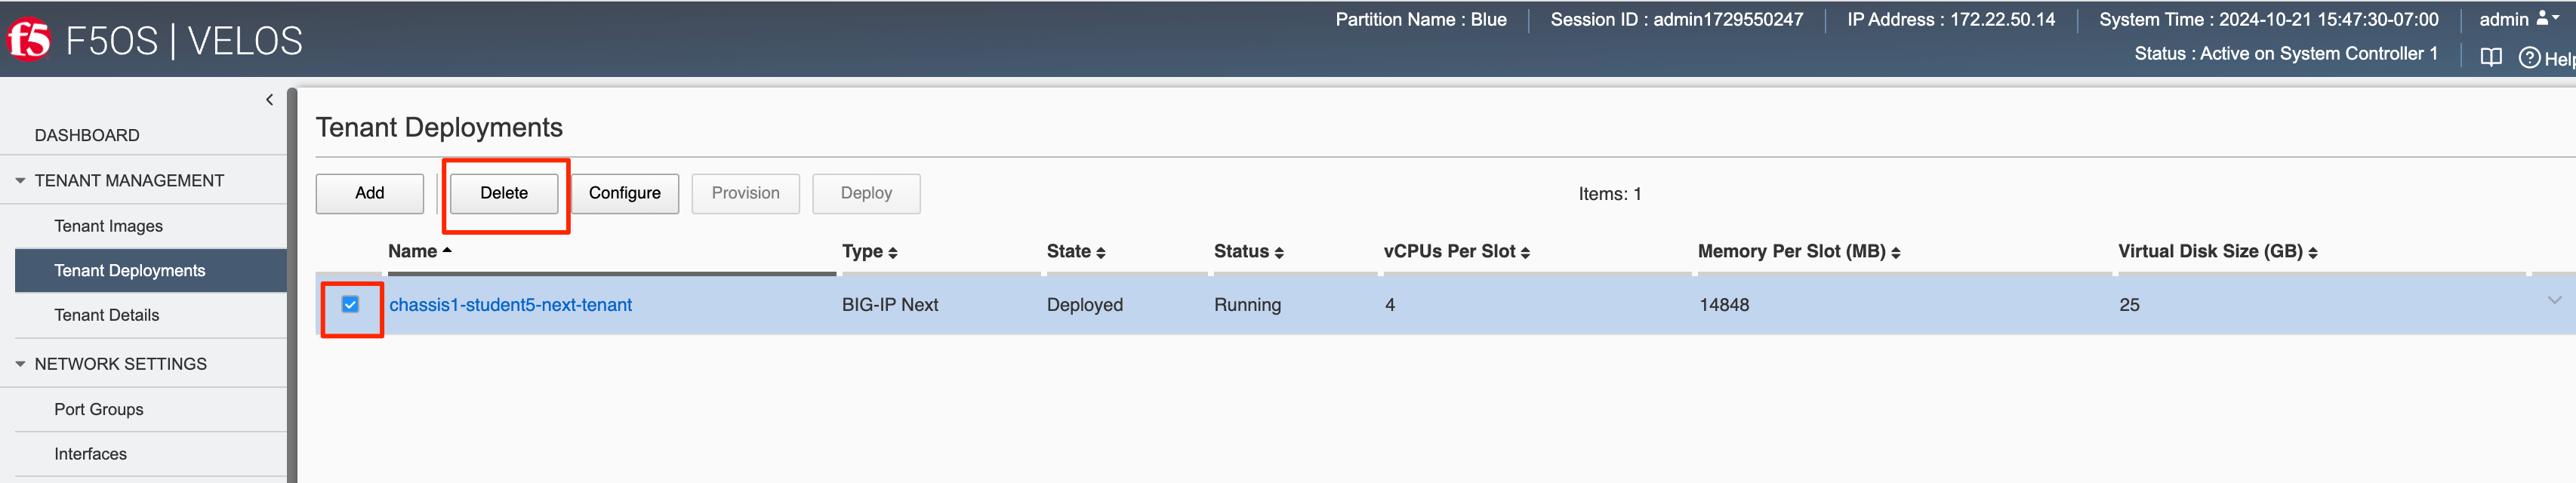 Partition Name : Blue
Session ID : admin1729550247
IP Address : 172.22.50.14
System Time : 2024-10-21 15:47:30-07:00
admin
f5 F5OS | VELOS
Status : Active on System Controller 1
Help
DASHBOARD
TENANT MANAGEMENT
Tenant Images
Tenant Deployments
Tenant Details
NETWORK SETTINGS
Port Groups
Interfaces
Tenant Deployments
Add Delete Configure Provision Deploy Items: 1
Name Type State Status vCPUs Per Slot Memory Per Slot (MB) Virtual Disk Size (GB)
chassis1-student5-next-tenant BIG-IP Next Deployed Running 4 14848 25